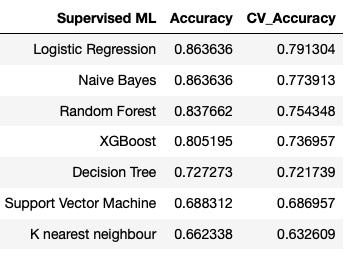 Supervised ML Accuracy CV_Accuracy
Logistic Regression 0.863636 0.791304
Naive Bayes 0.863636 0.773913
Random Forest 0.837662 0.754348
XGBoost 0.805195 0.736957
Decision Tree 0.727273 0.721739
Support Vector Machine 0.688312 0.686957
K nearest neighbour 0.662338 0.632609